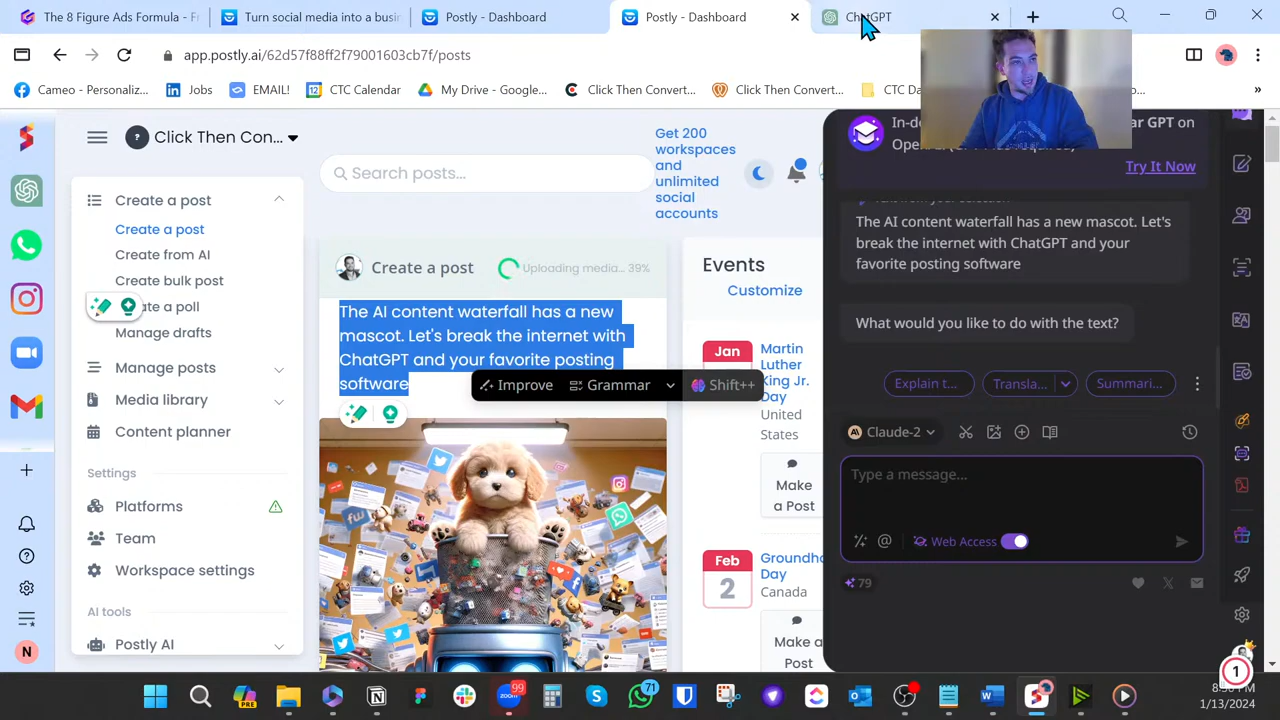 The 8 Figure Ads Formula - F
Turn social media into a busin
Postly - Dashboard
Postly - Dashboard
ChatGPT
app.postly.ai/62d57f88ff2f79001603cb7f/posts
Cameo - Personaliz...
Jobs
EMAIL!
CTC Calendar
My Drive - Google...
Click Then Convert...
Click Then Convert...
CTC Da
Click Then Con...
Get 200
workspaces
and
unlimited
social
accounts
Search posts...
Create a post
Create a post
Create from AI
Create bulk post
te a poll
Manage drafts
Manage posts
Media library
Content planner
Settings
Platforms
Team
Workspace settings
AI tools
Postly AI
N
Create a post
Uploading media... 39%
The AI content waterfall has a new
mascot. Let's break the internet with
ChatGPT and your favorite posting
software
Improve
Grammar
Shift++
Events
Customize
Jan
Martin
Luther
King Jr.
Day
United
States
Make
a Post
Feb
2
Groundho
Day
Canada
Make a
Post
In-d
ar GPT on
Try It Now
The AI content waterfall has a new mascot. Let's
break the internet with ChatGPT and your
favorite posting software
What would you like to do with the text?
Explain t...
Transla...
Summari...
Claude-2
Type a message...
Web Access
79
1
PRE
99
71
1/13/2024